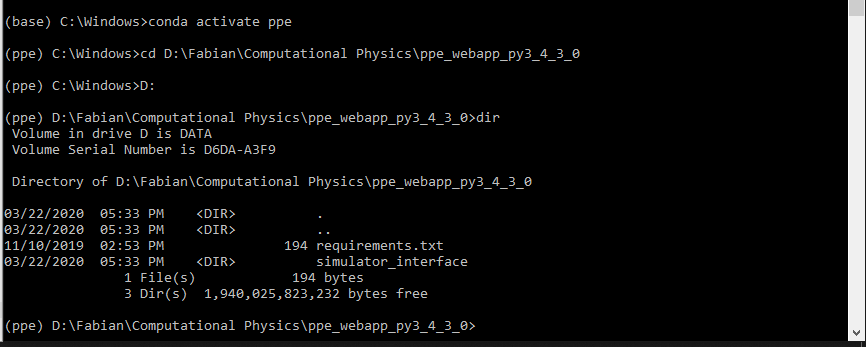 (base) C:\Windows>conda activate ppe
(ppe) C:\Windows>cd D:\Fabian\Computational Physics\ppe_webapp_py3_4_3_0
(ppe) C:\Windows>D:
(ppe) D:\Fabian\Computational Physics\ppe_webapp_py3_4_3_0>dir
 Volume in drive D is DATA
 Volume Serial Number is D6DA-A3F9
 Directory of D:\Fabian\Computational Physics\ppe_webapp_py3_4_3_0
03/22/2020  05:33 PM    <DIR>          .
03/22/2020  05:33 PM    <DIR>          ..
11/10/2019  02:53 PM               194 requirements.txt
03/22/2020  05:33 PM    <DIR>          simulator_interface
               1 File(s)            194 bytes
               3 Dir(s)  1,940,025,823,232 bytes free
(ppe) D:\Fabian\Computational Physics\ppe_webapp_py3_4_3_0>